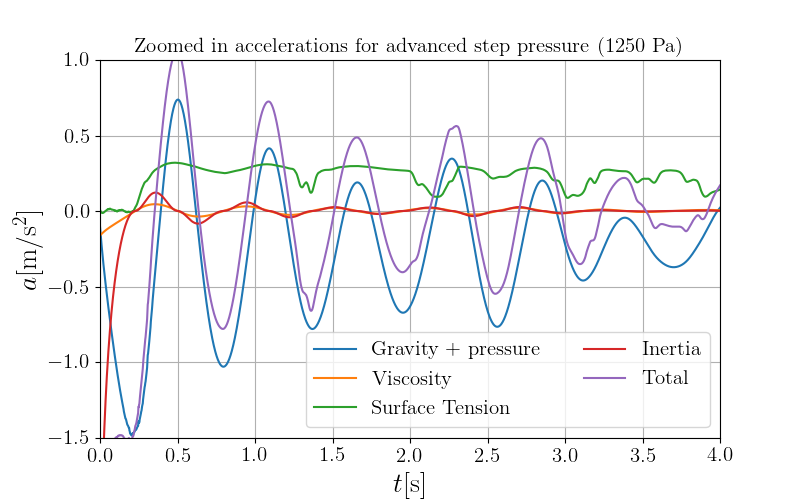 Zoomed in accelerations for advanced step pressure (1250 Pa)
1.0
0.5
0.0
−0.5
−1.0
−1.5
a[m/s²]
Gravity + pressure
Viscosity
Surface Tension
Inertia
Total
0.0 0.5 1.0 1.5 2.0 2.5 3.0 3.5 4.0
t[s]